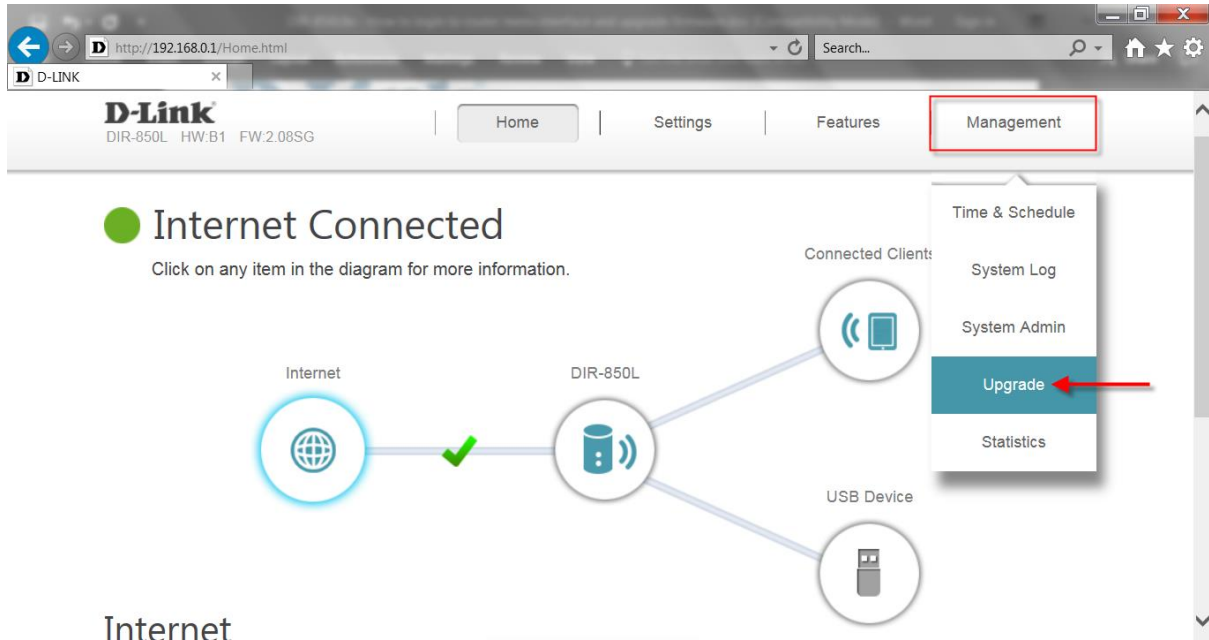 http://192.168.0.1/Home.html
Search...
D-LINK
D-Link
DIR-850L HW:B1 FW:2.08SG
Home
Settings
Features
Management
Time & Schedule
System Log
System Admin
Upgrade
Statistics
Internet Connected
Click on any item in the diagram for more information.
Connected Clients
Internet
DIR-850L
USB Device
Internet